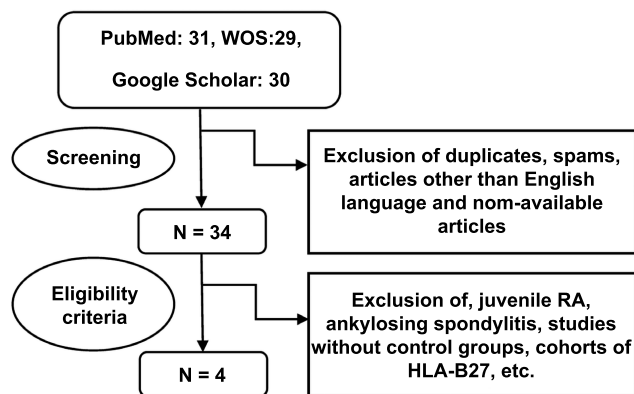 PubMed: 31, WOS:29,
Google Scholar: 30
Screening
Exclusion of duplicates, spams,
articles other than English
language and nom-available
articles
N = 34
Eligibility
criteria
Exclusion of, juvenile RA,
ankylosing spondylitis, studies
without control groups, cohorts of
HLA-B27, etc.
N = 4